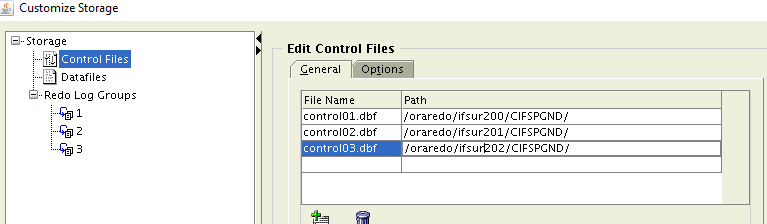 Customize Storage
Storage
Control Files
Datafiles
Redo Log Groups
1
2
3
Edit Control Files
General Options
File Name Path
control01.dbf /oraredo/ifsur200/CIFSPGND/
control02.dbf /oraredo/ifsur201/CIFSPGND/
control03.dbf /oraredo/ifsur202/CIFSPGND/